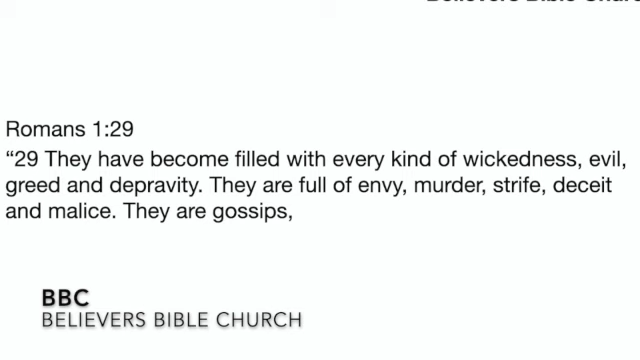 Romans 1:29
“29 They have become filled with every kind of wickedness, evil,
greed and depravity. They are full of envy, murder, strife, deceit
and malice. They are gossips,
BBC
BELIEVERS BIBLE CHURCH